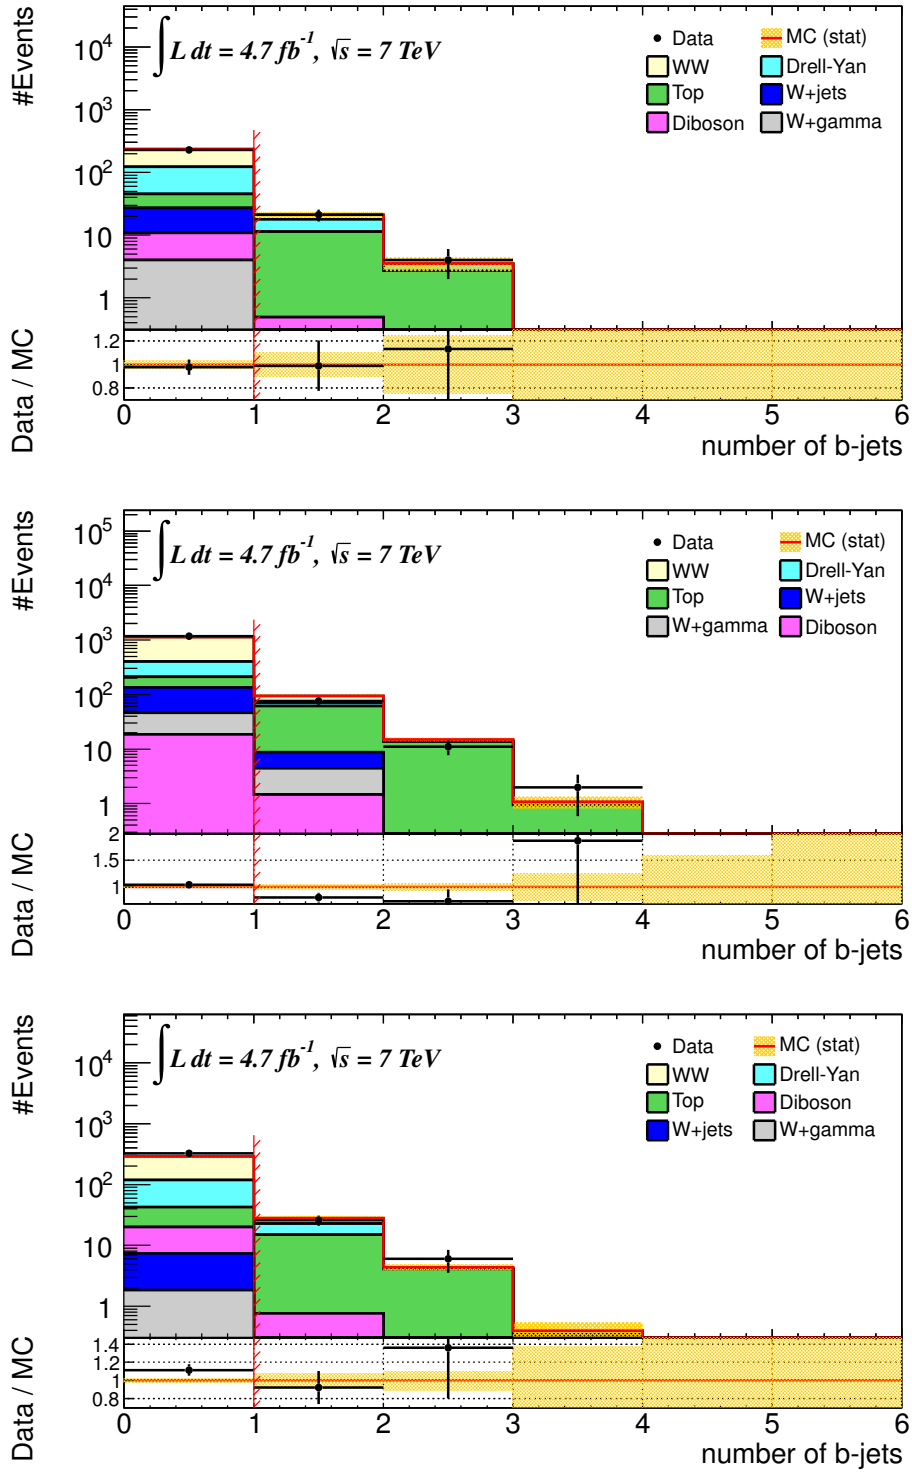 #Events
10⁴
10³
10²
10
1
∫ L dt = 4.7 fb⁻¹, √s = 7 TeV
Data
MC (stat)
WW
Drell-Yan
Top
W+jets
Diboson
W+gamma
Data / MC
1.2
1
0.8
0 1 2 3 4 5 6
number of b-jets
#Events
10⁵
10⁴
10³
10²
10
1
∫ L dt = 4.7 fb⁻¹, √s = 7 TeV
Data
MC (stat)
WW
Drell-Yan
Top
W+jets
W+gamma
Diboson
Data / MC
2
1.5
1
0 1 2 3 4 5 6
number of b-jets
#Events
10⁴
10³
10²
10
1
∫ L dt = 4.7 fb⁻¹, √s = 7 TeV
Data
MC (stat)
WW
Drell-Yan
Top
Diboson
W+jets
W+gamma
Data / MC
1.4
1.2
1
0.8
0 1 2 3 4 5 6
number of b-jets